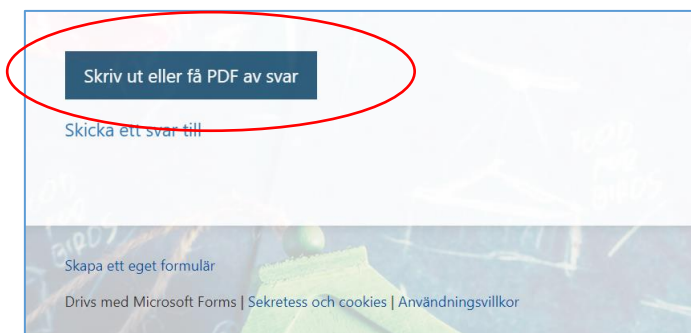 Skriv ut eller få PDF av svar
Skicka ett svar till
Skapa ett eget formulär
Drivs med Microsoft Forms | Sekretess och cookies | Användningsvillkor